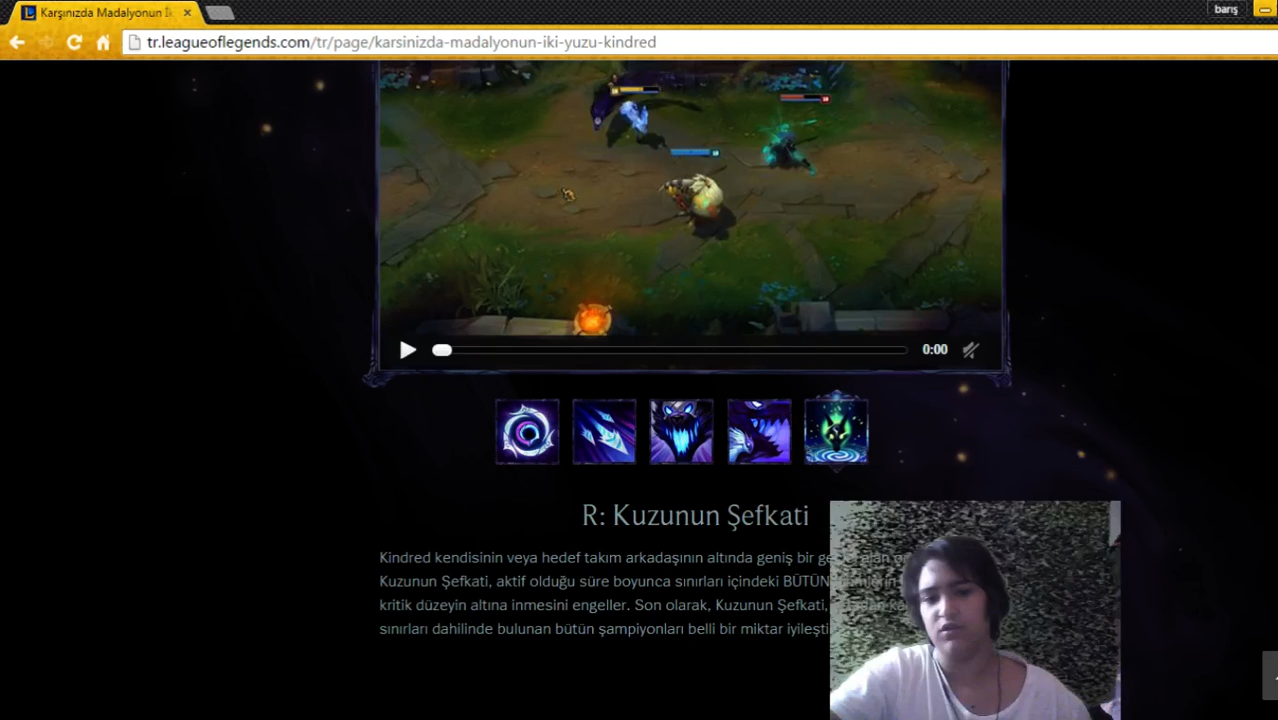 Karşınızda Madalyonun İk
barış
tr.leagueoflegends.com/tr/page/karsinizda-madalyonun-iki-yuzu-kindred
0:00
R: Kuzunun Şefkati
Kindred kendisinin veya hedef takım arkadaşının altında geniş bir
Kuzunun Şefkati, aktif olduğu süre boyunca sınırları içindeki BÜTÜN
kritik düzeyin altına inmesini engeller. Son olarak, Kuzunun Şefkati,
sınırları dahilinde bulunan bütün şampiyonları belli bir miktar iyileşti